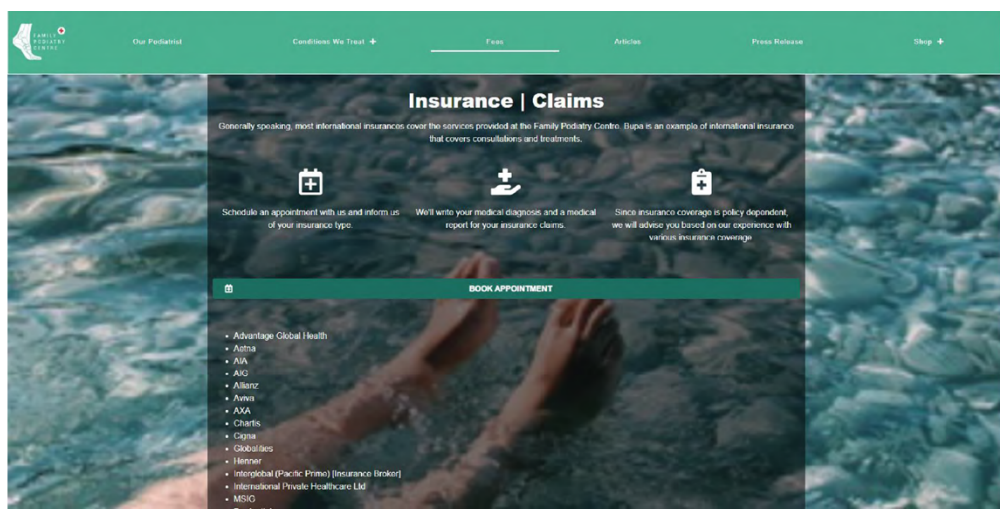 FAMILY
PODIATRY
CENTRE
Our Podiatrist
Conditions We Treat +
Fees
Articles
Press Release
Shop +
Insurance | Claims
Generally speaking, most international insurances cover the services provided at the Family Podiatry Centre. Bupa is an example of international insurance
that covers consultations and treatments.
Schedule an appointment with us and inform us
of your insurance type.
We'll write your medical diagnosis and a medical
report for your insurance claims.
Since insurance coverage is policy dependent,
we will advise you based on our experience with
various insurance coverage
BOOK APPOINTMENT
• Advantage Global Health
• Aetna
• AIA
• AIG
• Allianz
• Aviva
• AXA
• Chartis
• Cigna
• Globalities
• Henner
• Interglobal (Pacific Prime) [Insurance Broker]
• International Private Healthcare Ltd
• MSIG